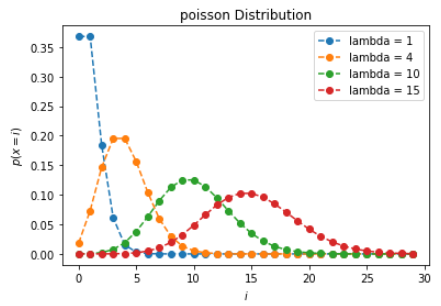 poisson Distribution
lambda = 1
lambda = 4
lambda = 10
lambda = 15
p(x = i)
0.35
0.30
0.25
0.20
0.15
0.10
0.05
0.00
0 5 10 15 20 25 30
i